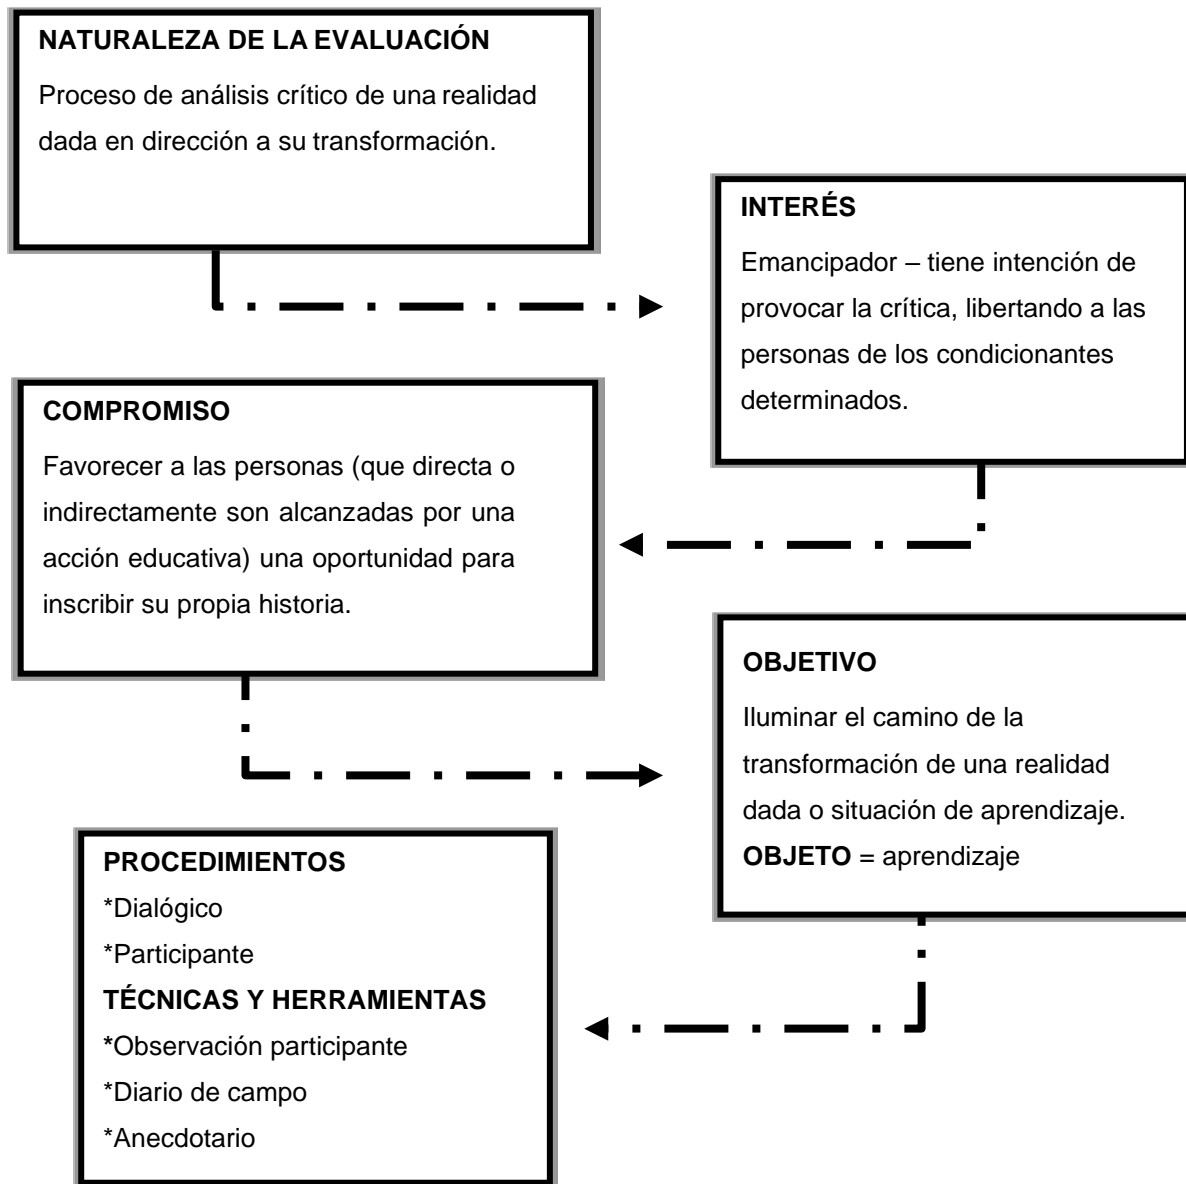 NATURALEZA DE LA EVALUACIÓN
Proceso de análisis crítico de una realidad
dada en dirección a su transformación.
INTERÉS
Emancipador – tiene intención de
provocar la crítica, libertando a las
personas de los condicionantes
determinados.
COMPROMISO
Favorecer a las personas (que directa o
indirectamente son alcanzadas por una
acción educativa) una oportunidad para
inscribir su propia historia.
OBJETIVO
Iluminar el camino de la
transformación de una realidad
dada o situación de aprendizaje.
OBJETO = aprendizaje
PROCEDIMIENTOS
*Dialógico
*Participante
TÉCNICAS Y HERRAMIENTAS
*Observación participante
*Diario de campo
*Anecdotario